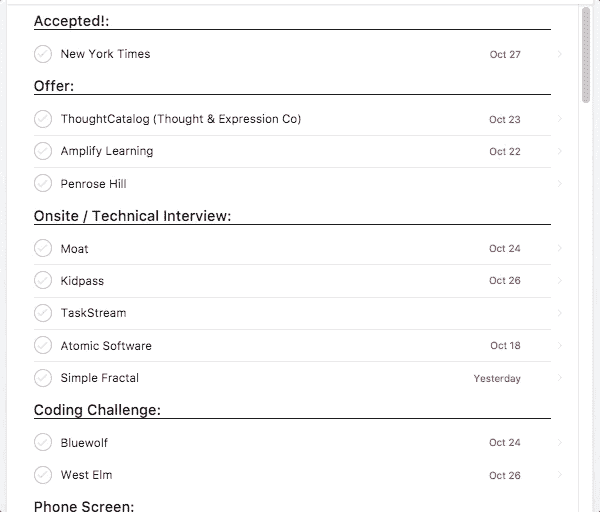 Accepted!:
New York Times Oct 27
Offer:
ThoughtCatalog (Thought & Expression Co) Oct 23
Amplify Learning Oct 22
Penrose Hill
Onsite / Technical Interview:
Moat Oct 24
Kidpass Oct 26
TaskStream
Atomic Software Oct 18
Simple Fractal Yesterday
Coding Challenge:
Bluewolf Oct 24
West Elm Oct 26
Phone Screen: